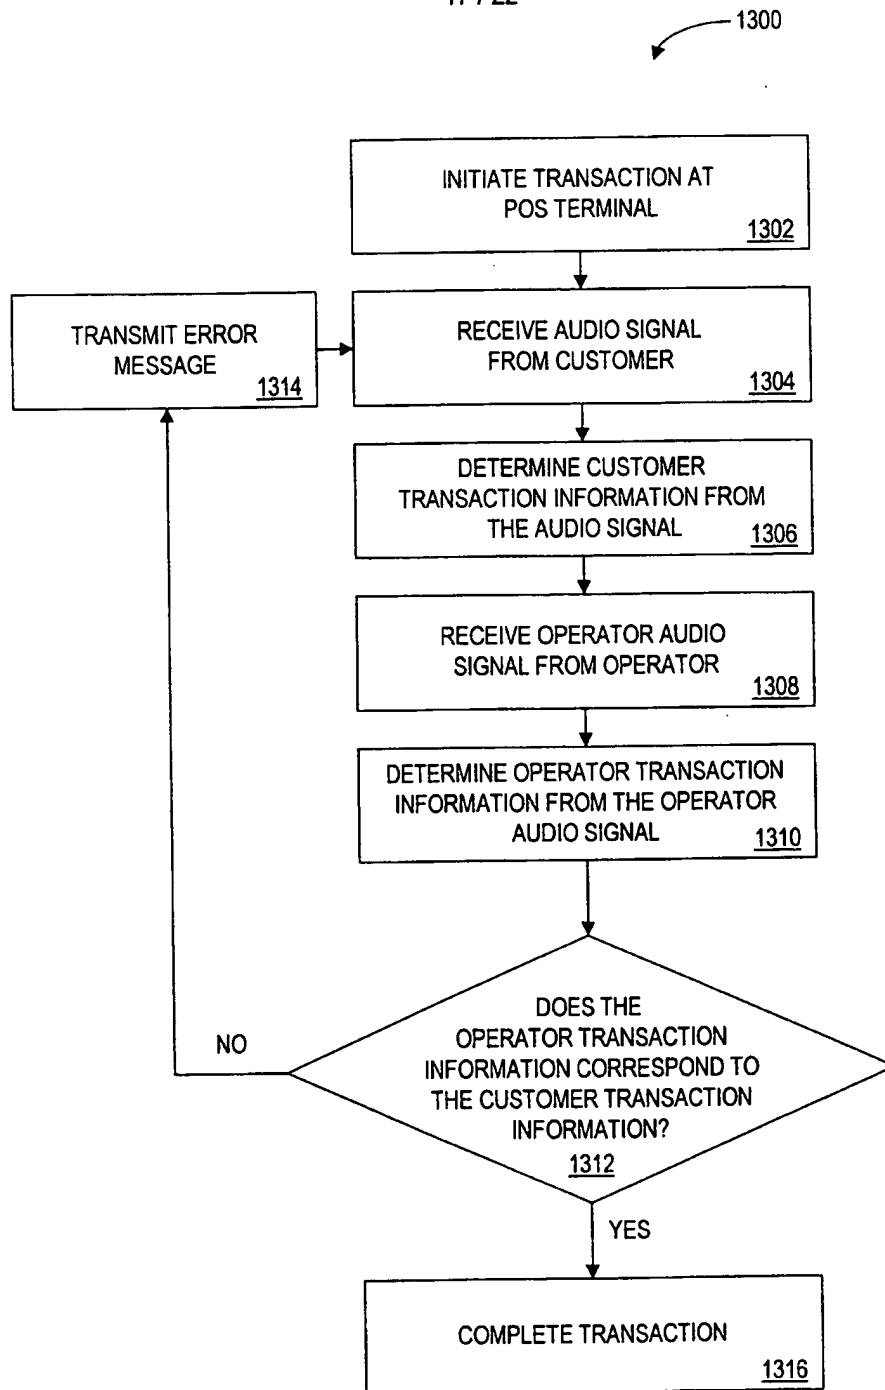 1300
INITIATE TRANSACTION AT
POS TERMINAL
1302
TRANSMIT ERROR
MESSAGE
1314
RECEIVE AUDIO SIGNAL
FROM CUSTOMER
1304
DETERMINE CUSTOMER
TRANSACTION INFORMATION FROM
THE AUDIO SIGNAL
1306
RECEIVE OPERATOR AUDIO
SIGNAL FROM OPERATOR
1308
DETERMINE OPERATOR TRANSACTION
INFORMATION FROM THE OPERATOR
AUDIO SIGNAL
1310
DOES THE
OPERATOR TRANSACTION
INFORMATION CORRESPOND TO
THE CUSTOMER TRANSACTION
INFORMATION?
1312
NO
YES
COMPLETE TRANSACTION
1316